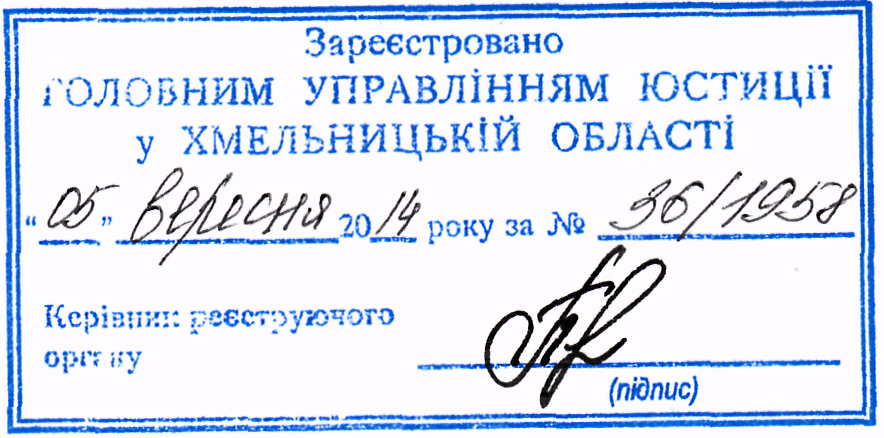 Зареєстровано
ГОЛОВНИМ УПРАВЛІННЯМ ЮСТИЦІЇ
у ХМЕЛЬНИЦЬКІЙ ОБЛАСТІ
"05" вересня 2014 року за № 36/1958
Керівник реєструючого
органу
(підпис)